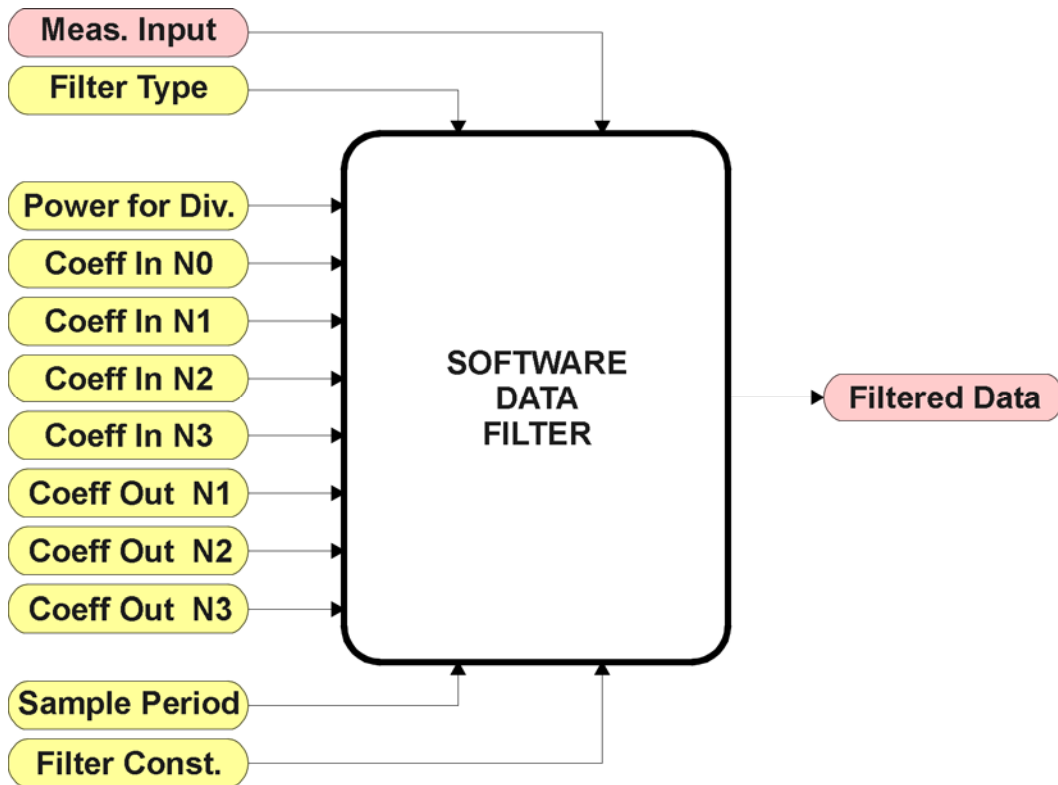 Meas. Input
Filter Type
Power for Div.
Coeff In N0
Coeff In N1
Coeff In N2
Coeff In N3
Coeff Out N1
Coeff Out N2
Coeff Out N3
Sample Period
Filter Const.
SOFTWARE
DATA
FILTER
Filtered Data